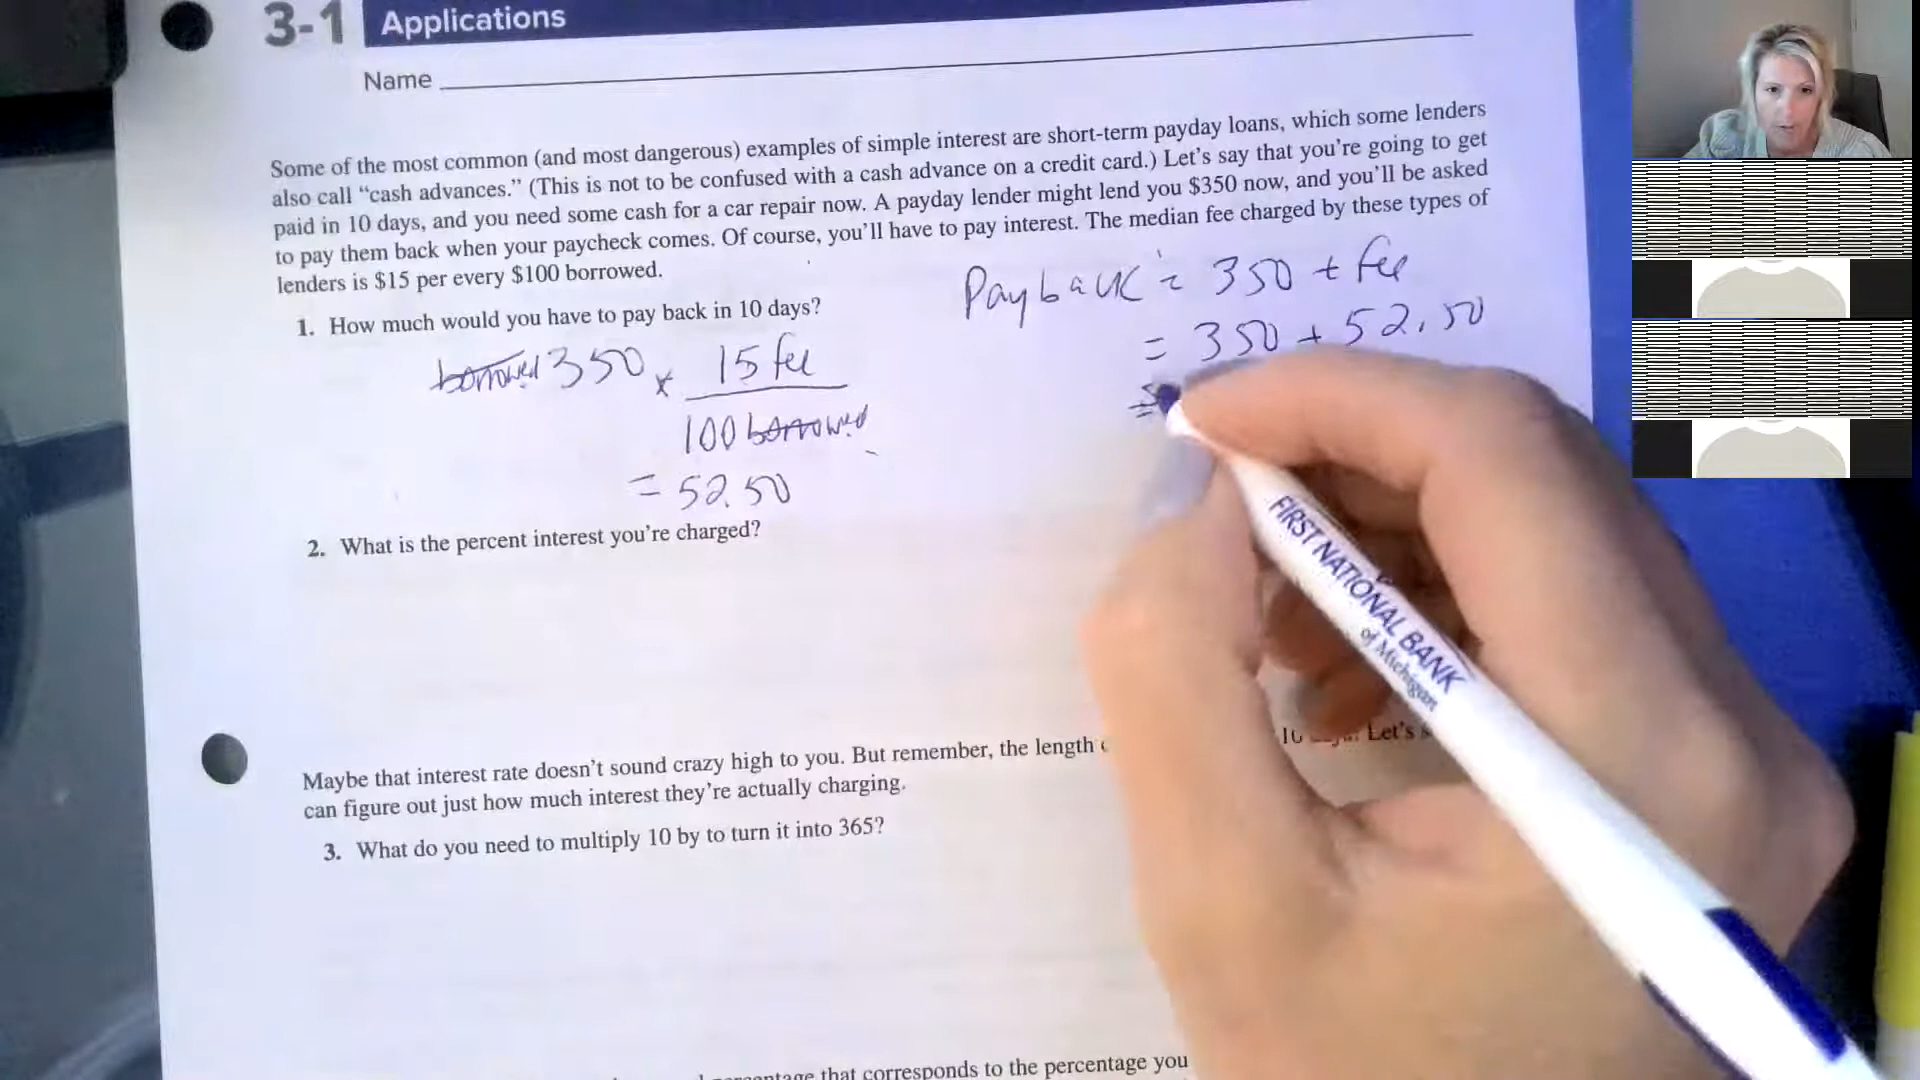 3-1 Applications
Name
Some of the most common (and most dangerous) examples of simple interest are short-term payday loans, which some lenders
also call “cash advances.” (This is not to be confused with a cash advance on a credit card.) Let’s say that you’re going to get
paid in 10 days, and you need some cash for a car repair now. A payday lender might lend you $350 now, and you’ll be asked
to pay them back when your paycheck comes. Of course, you’ll have to pay interest. The median fee charged by these types of
lenders is $15 per every $100 borrowed.
Payback = 350 + fee
= 350 + 52.50
=
1. How much would you have to pay back in 10 days?
borrowed 350 x 15 fee
100 borrowed
= 52.50
2. What is the percent interest you’re charged?
Maybe that interest rate doesn’t sound crazy high to you. But remember, the length 10 Let’s
can figure out just how much interest they’re actually charging.
3. What do you need to multiply 10 by to turn it into 365?
that corresponds to the percentage you
FIRST NATIONAL BANK
of Michigan